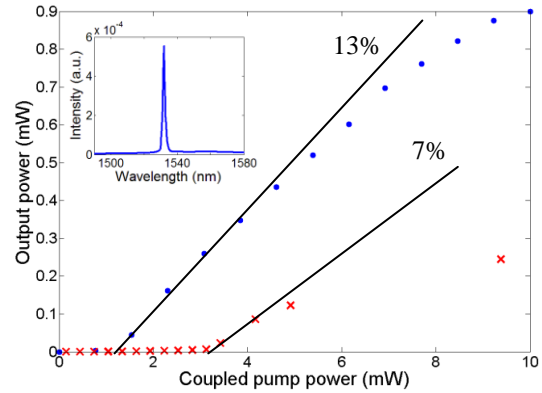 0.9
0.8
0.7
0.6
0.5
0.4
0.3
0.2
0.1
0
Output power (mW)
0 2 4 6 8 10
Coupled pump power (mW)
13%
7%
6 x 10⁻⁴
4
2
0
Intensity (a.u.)
1500 1540 1580
Wavelength (nm)